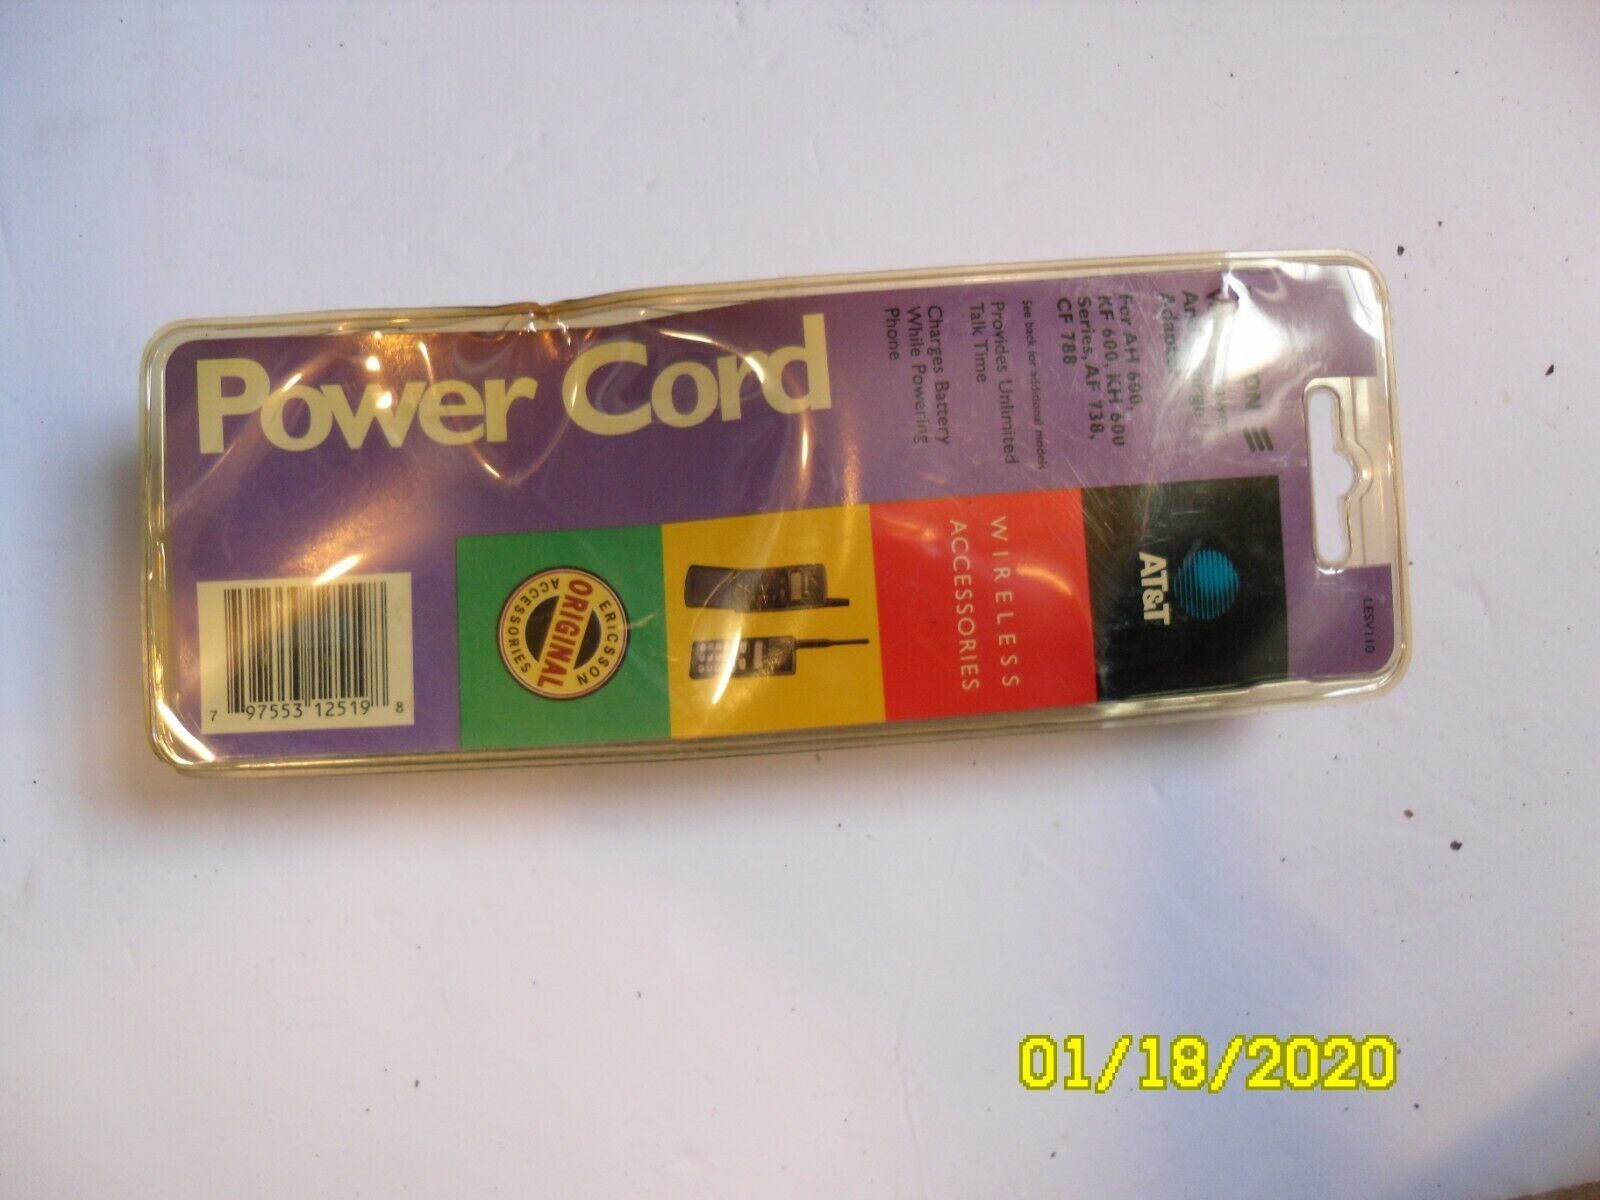 Power Cord
For AH 600,
KF 600, KH 600
Series, AF 738,
CF 788
See back for additional models
Provides Unlimited
Talk Time
Charges Battery
While Powering
Phone
AT&T
WIRELESS
ACCESSORIES
ERICSSON
ORIGINAL
ACCESSORIES
LESV110
7 97553 12519 8
01/18/2020